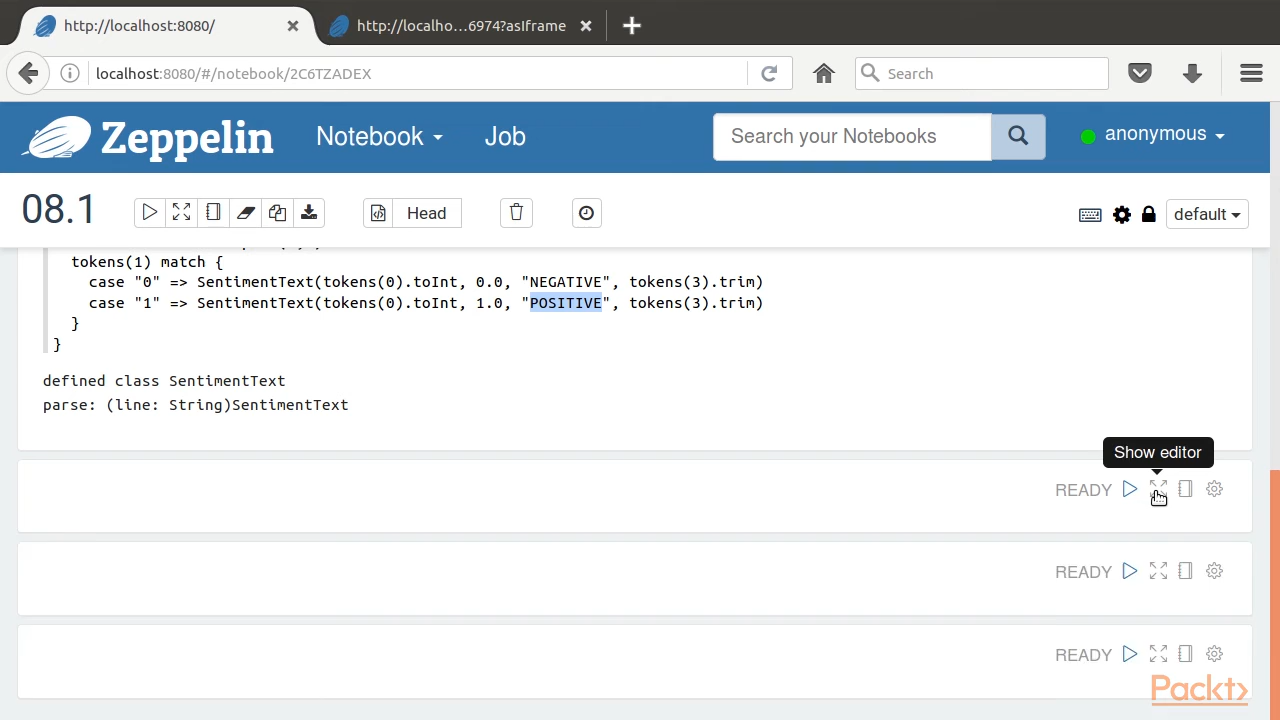 http://localhost:8080/
http://localho...6974?asIframe
localhost:8080/#/notebook/2C6TZADEX
Search
Zeppelin
Notebook
Job
Search your Notebooks
anonymous
08.1
Head
default
tokens(1) match {
case "0" => SentimentText(tokens(0).toInt, 0.0, "NEGATIVE", tokens(3).trim)
case "1" => SentimentText(tokens(0).toInt, 1.0, "POSITIVE", tokens(3).trim)
}
}
defined class SentimentText
parse: (line: String)SentimentText
Show editor
READY
READY
READY
Packt>